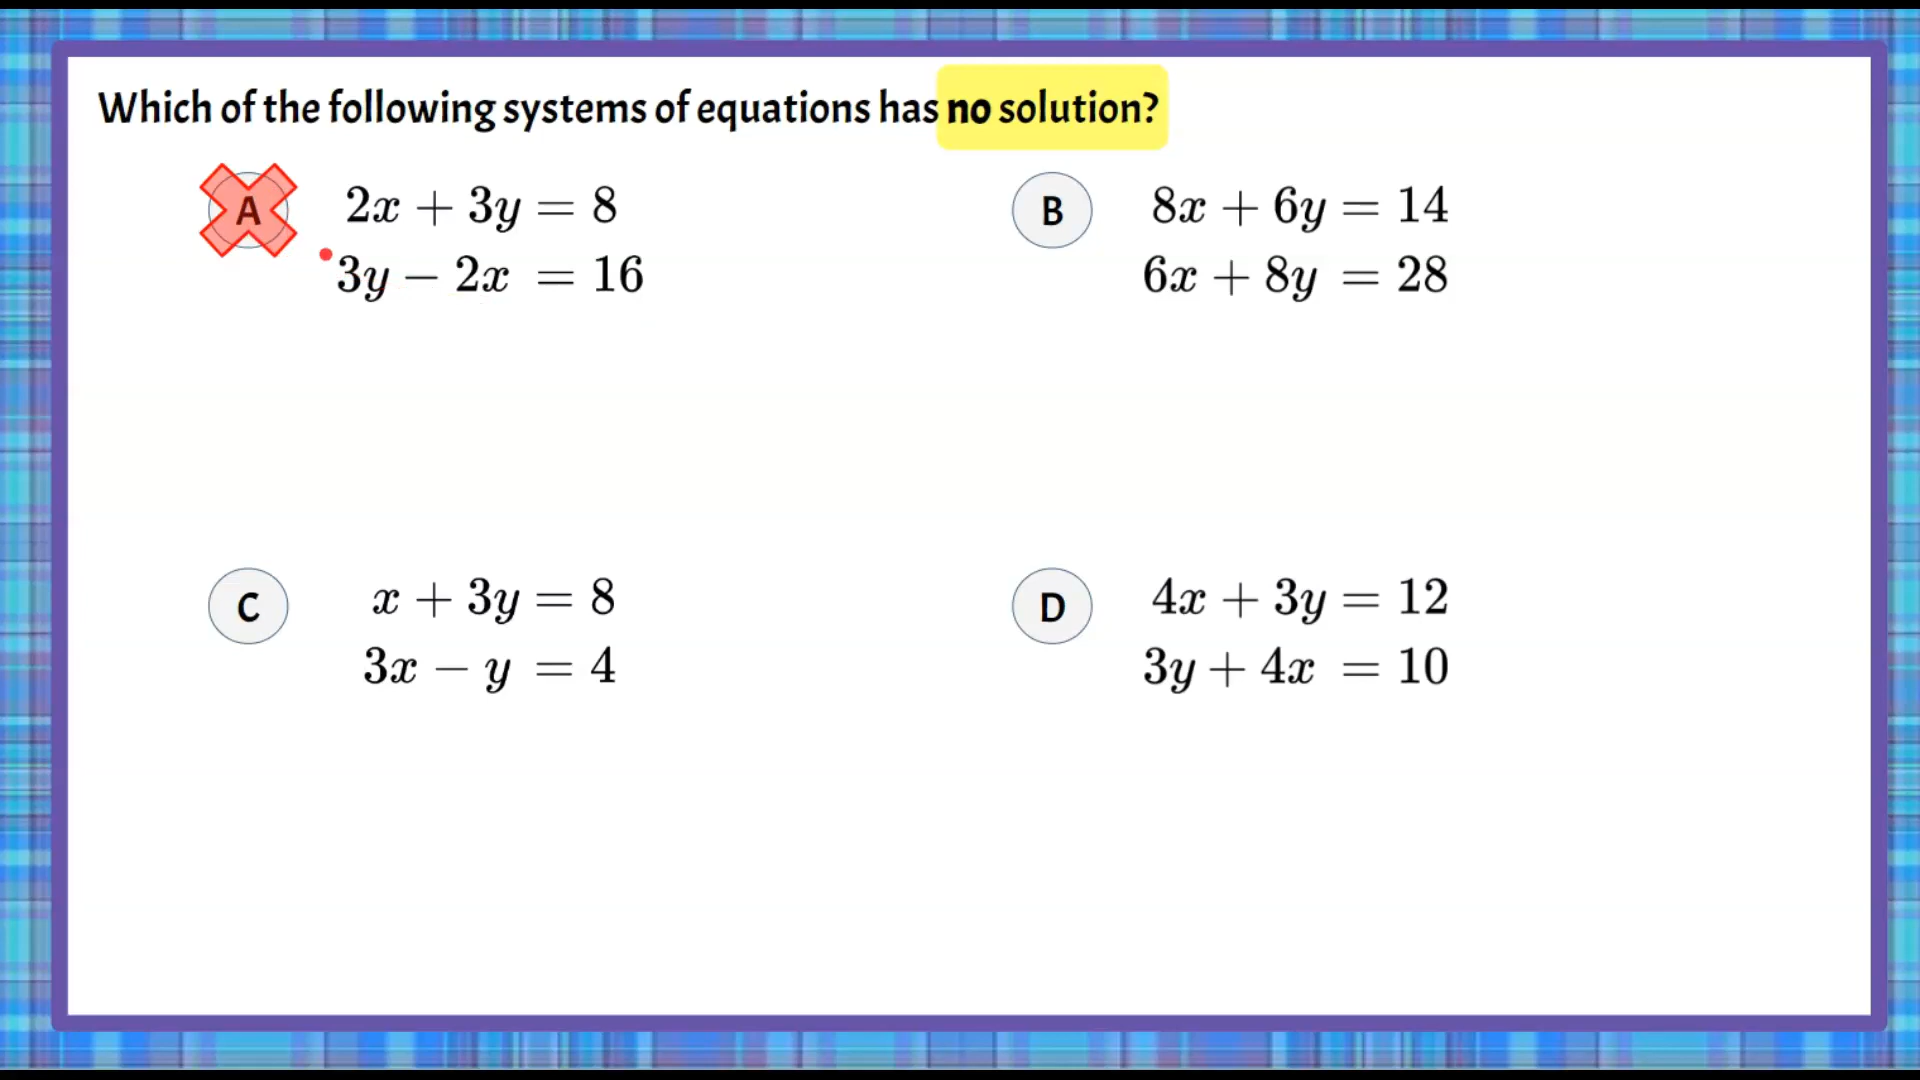 Which of the following systems of equations has no solution?
A
2x + 3y = 8
3y − 2x = 16
B
8x + 6y = 14
6x + 8y = 28
C
x + 3y = 8
3x − y = 4
D
4x + 3y = 12
3y + 4x = 10